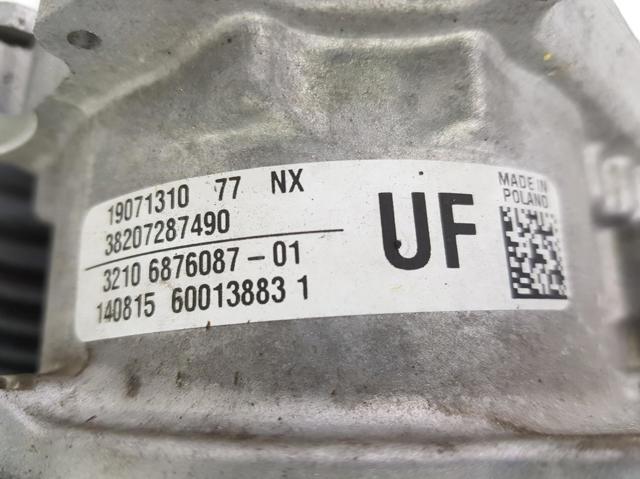 19071310 77 NX
38207287490
3210 6876087-01
140815 60013883 1
UF
MADE IN
POLAND